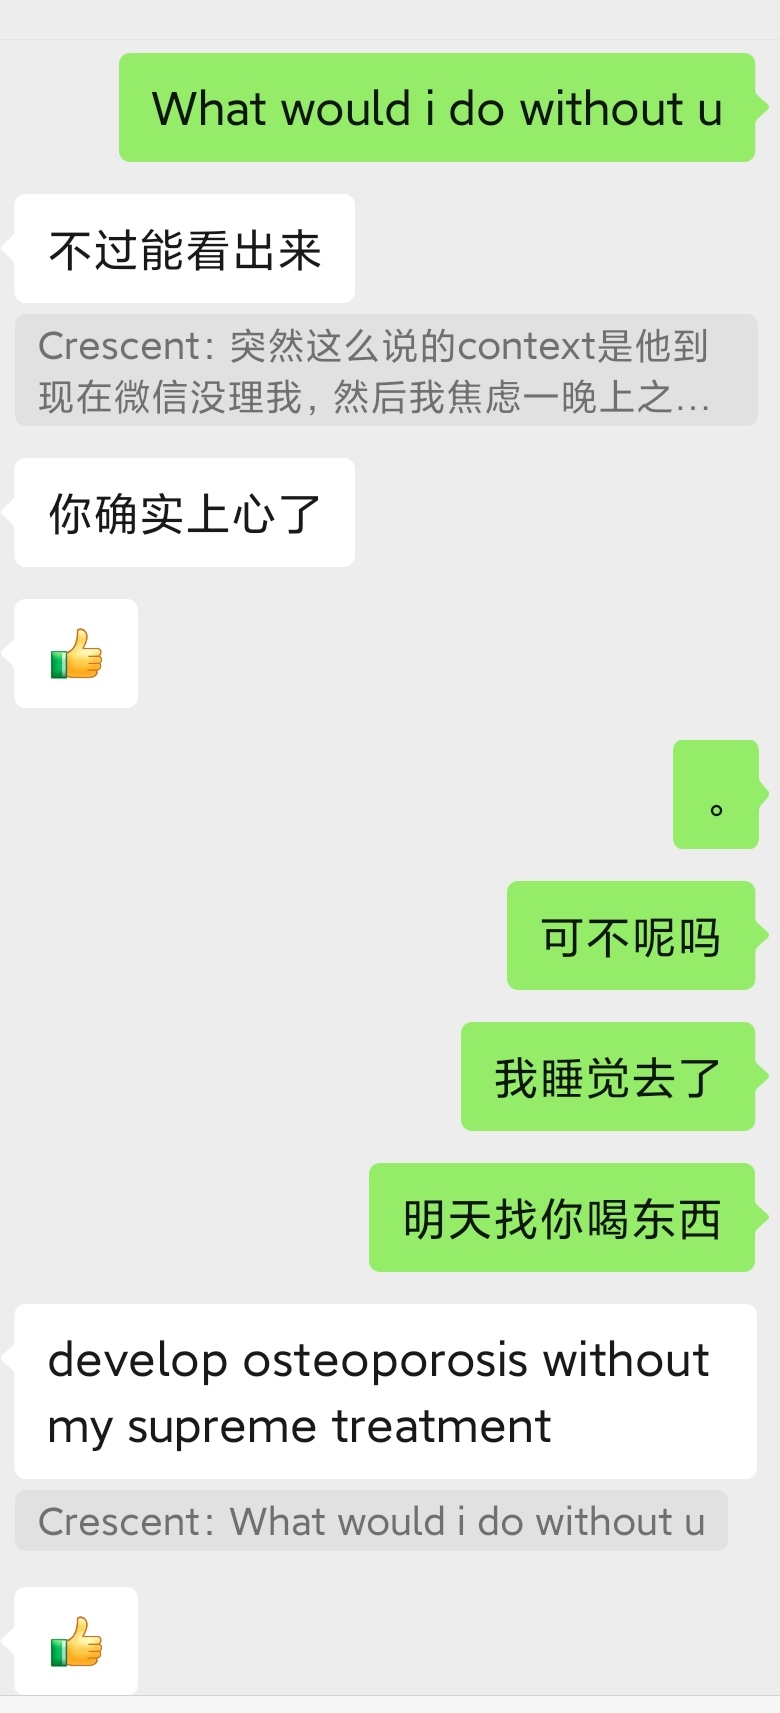 What would i do without u
不过能看出来
Crescent: 突然这么说的context是他到
现在微信没理我，然后我焦虑一晚上之...
你确实上心了
👍
。
可不呢吗
我睡觉去了
明天找你喝东西
develop osteoporosis without
my supreme treatment
Crescent: What would i do without u
👍